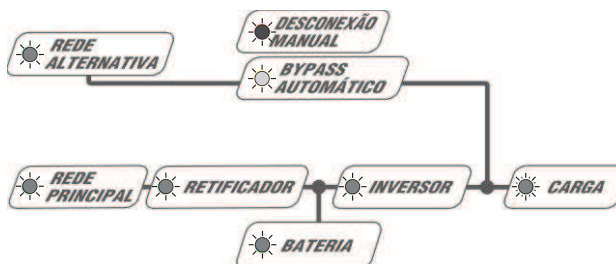 DESCONEXÃO
MANUAL
REDE
ALTERNATIVA
BYPASS
AUTOMÁTICO
REDE
PRINCIPAL
RETIFICADOR
INVERSOR
CARGA
BATERIA